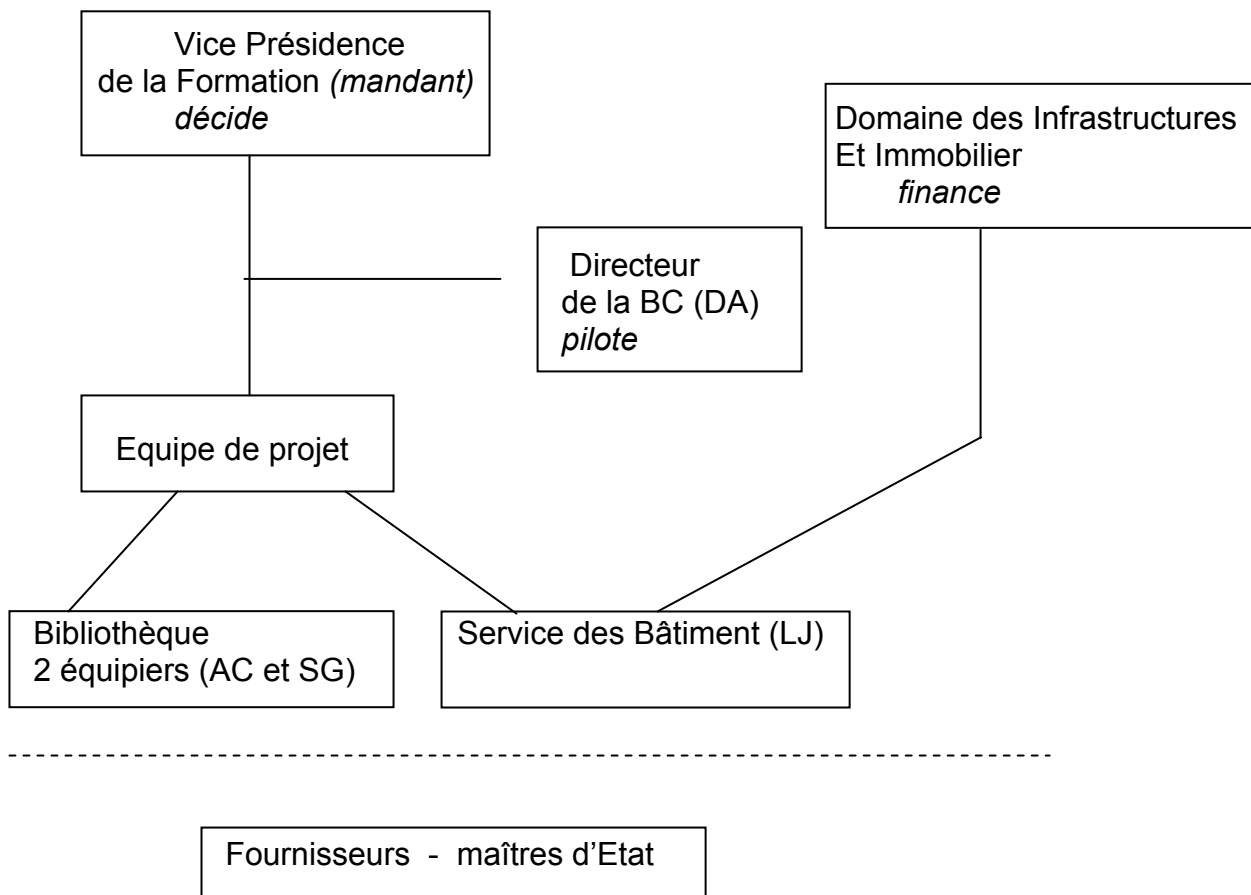 Vice Présidence
de la Formation (mandant)
décide
Domaine des Infrastructures
Et Immobilier
finance
Directeur
de la BC (DA)
pilote
Equipe de projet
Bibliothèque
2 équipiers (AC et SG)
Service des Bâtiment (LJ)
Fournisseurs - maîtres d'Etat